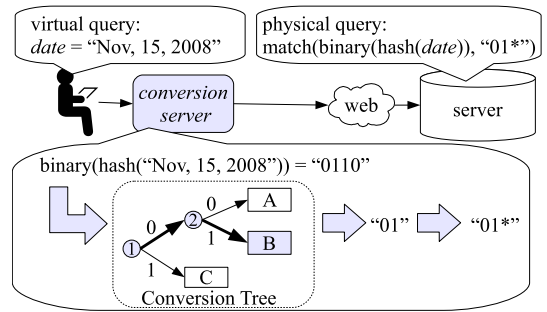 virtual query:
date = “Nov, 15, 2008”
physical query:
match(binary(hash(date)), “01*”)
conversion
server
web
server
binary(hash(“Nov, 15, 2008”)) = “0110”
0
0
A
2
1
B
1
1
C
“01”
“01*”
Conversion Tree